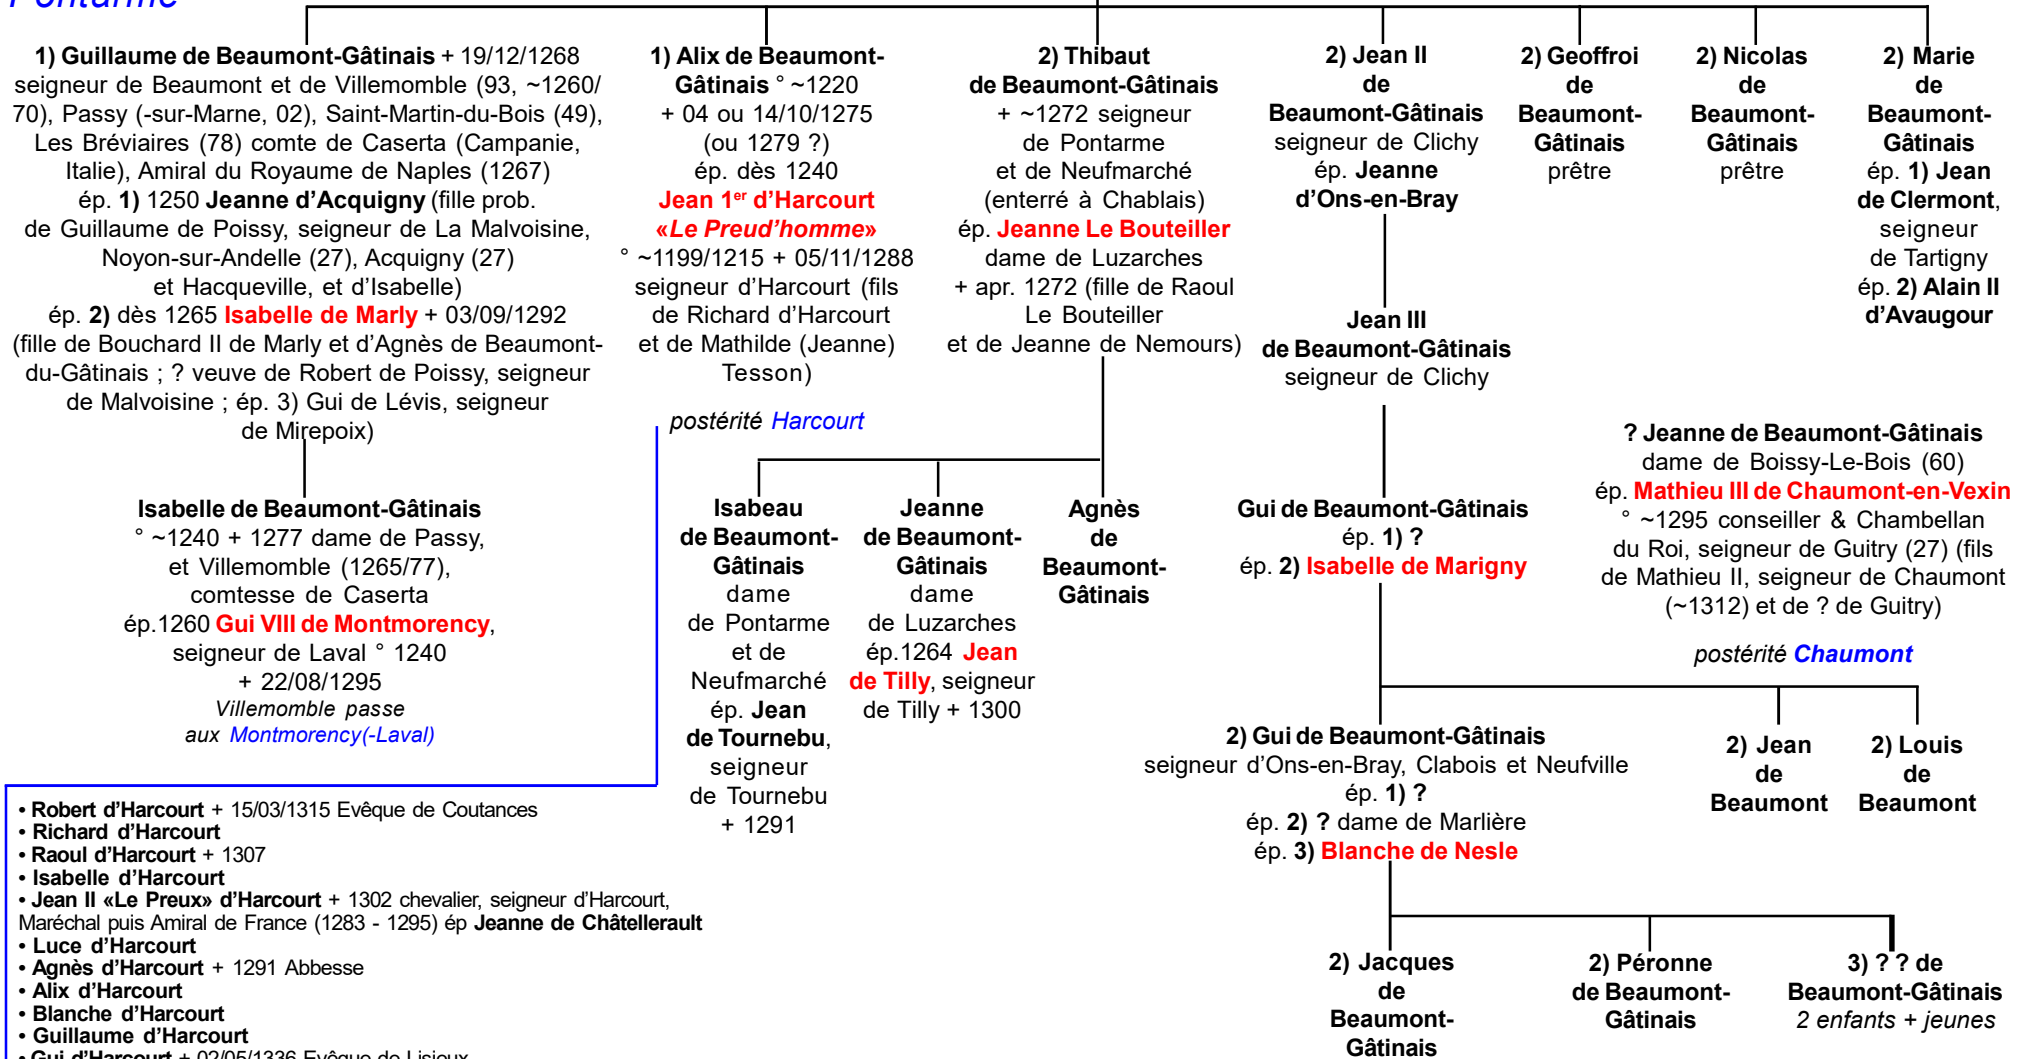 Pontarmé
1) Guillaume de Beaumont-Gâtinais + 19/12/1268
seigneur de Beaumont et de Villemomble (93, ~1260/
70), Passy (-sur-Marne, 02), Saint-Martin-du-Bois (49),
Les Bréviaires (78) comte de Caserta (Campanie,
Italie), Amiral du Royaume de Naples (1267)
ép. 1) 1250 Jeanne d’Acquigny (fille prob.
de Guillaume de Poissy, seigneur de La Malvoisine,
Noyon-sur-Andelle (27), Acquigny (27)
et Hacqueville, et d’Isabelle)
ép. 2) dès 1265 Isabelle de Marly + 03/09/1292
(fille de Bouchard II de Marly et d’Agnès de Beaumont-
du-Gâtinais ; ? veuve de Robert de Poissy, seigneur
de Malvoisine ; ép. 3) Gui de Lévis, seigneur
de Mirepoix)
1) Alix de Beaumont-
Gâtinais ° ~1220
+ 04 ou 14/10/1275
(ou 1279 ?)
ép. dès 1240
Jean 1er d’Harcourt
«Le Preud’homme»
° ~1199/1215 + 05/11/1288
seigneur d’Harcourt (fils
de Richard d’Harcourt
et de Mathilde (Jeanne)
Tesson)
postérité Harcourt
2) Thibaut
de Beaumont-Gâtinais
+ ~1272 seigneur
de Pontarme
et de Neufmarché
(enterré à Chablais)
ép. Jeanne Le Bouteiller
dame de Luzarches
+ apr. 1272 (fille de Raoul
Le Bouteiller
et de Jeanne de Nemours)
2) Jean II
de
Beaumont-Gâtinais
seigneur de Clichy
ép. Jeanne
d’Ons-en-Bray
2) Geoffroi
de
Beaumont-
Gâtinais
prêtre
2) Nicolas
de
Beaumont-
Gâtinais
prêtre
2) Marie
de
Beaumont-
Gâtinais
ép. 1) Jean
de Clermont,
seigneur
de Tartigny
ép. 2) Alain II
d’Avaugour
Jean III
de Beaumont-Gâtinais
seigneur de Clichy
? Jeanne de Beaumont-Gâtinais
dame de Boissy-Le-Bois (60)
ép. Mathieu III de Chaumont-en-Vexin
° ~1295 conseiller & Chambellan
du Roi, seigneur de Guitry (27) (fils
de Mathieu II, seigneur de Chaumont
(~1312) et de ? de Guitry)
postérité Chaumont
Isabelle de Beaumont-Gâtinais
° ~1240 + 1277 dame de Passy,
et Villemomble (1265/77),
comtesse de Caserta
ép.1260 Gui VIII de Montmorency,
seigneur de Laval ° 1240
+ 22/08/1295
Villemomble passe
aux Montmorency(-Laval)
Isabeau
de Beaumont-
Gâtinais
dame
de Pontarme
et de
Neufmarché
ép. Jean
de Tournebu,
seigneur
de Tournebu
+ 1291
Jeanne
de Beaumont-
Gâtinais
dame
de Luzarches
ép.1264 Jean
de Tilly, seigneur
de Tilly + 1300
Agnès
de
Beaumont-
Gâtinais
Gui de Beaumont-Gâtinais
ép. 1) ?
ép. 2) Isabelle de Marigny
2) Gui de Beaumont-Gâtinais
seigneur d’Ons-en-Bray, Clabois et Neufville
ép. 1) ?
ép. 2) ? dame de Marlière
ép. 3) Blanche de Nesle
2) Jean
de
Beaumont
2) Louis
de
Beaumont
2) Jacques
de
Beaumont-
Gâtinais
2) Péronne
de Beaumont-
Gâtinais
3) ? ? de
Beaumont-Gâtinais
2 enfants + jeunes
• Robert d’Harcourt + 15/03/1315 Evêque de Coutances
• Richard d’Harcourt
• Raoul d’Harcourt + 1307
• Isabelle d’Harcourt
• Jean II «Le Preux» d’Harcourt + 1302 chevalier, seigneur d’Harcourt,
Maréchal puis Amiral de France (1283 - 1295) ép Jeanne de Châtellerault
• Luce d’Harcourt
• Agnès d’Harcourt + 1291 Abbesse
• Alix d’Harcourt
• Blanche d’Harcourt
• Guillaume d’Harcourt
• Gui d’Harcourt + 02/05/1336 Evêque de Lisieux